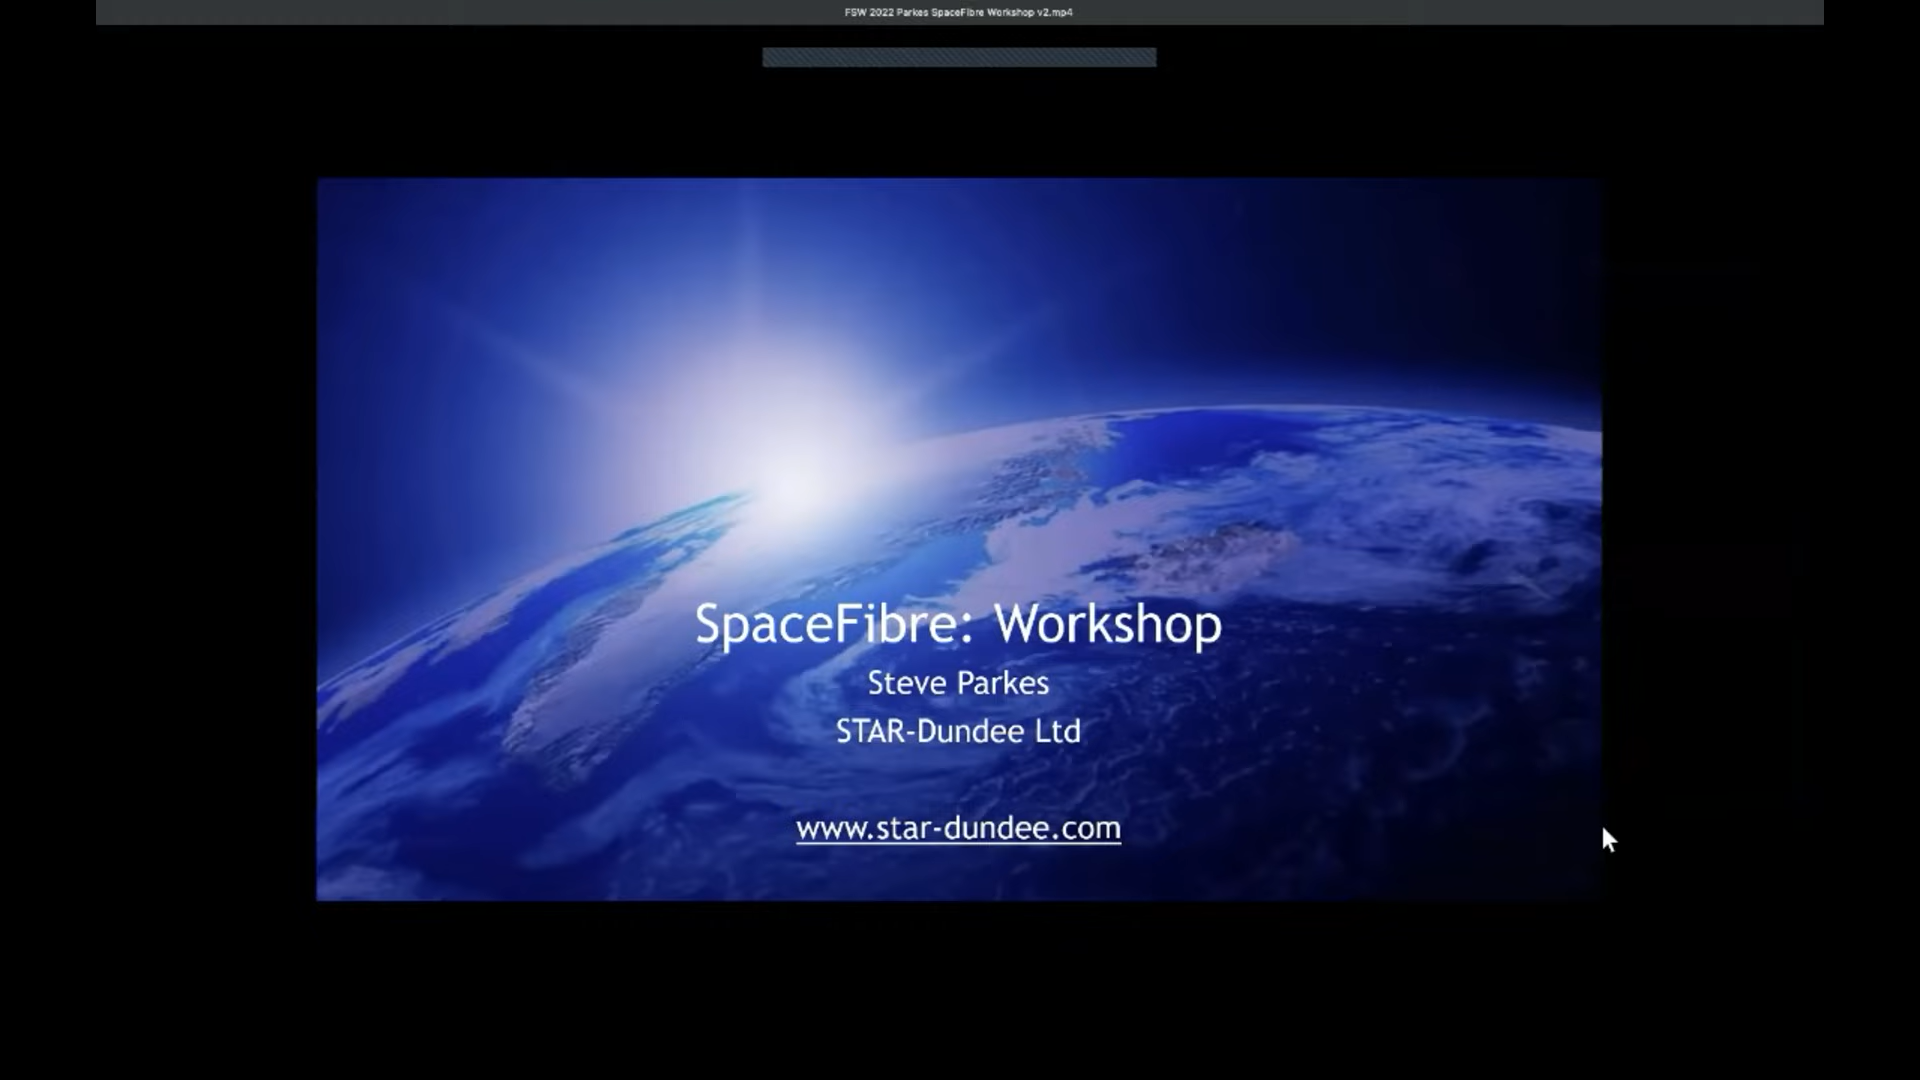 FSW 2022 Parkes SpaceFibre Workshop v2.mp4
SpaceFibre: Workshop
Steve Parkes
STAR-Dundee Ltd
www.star-dundee.com